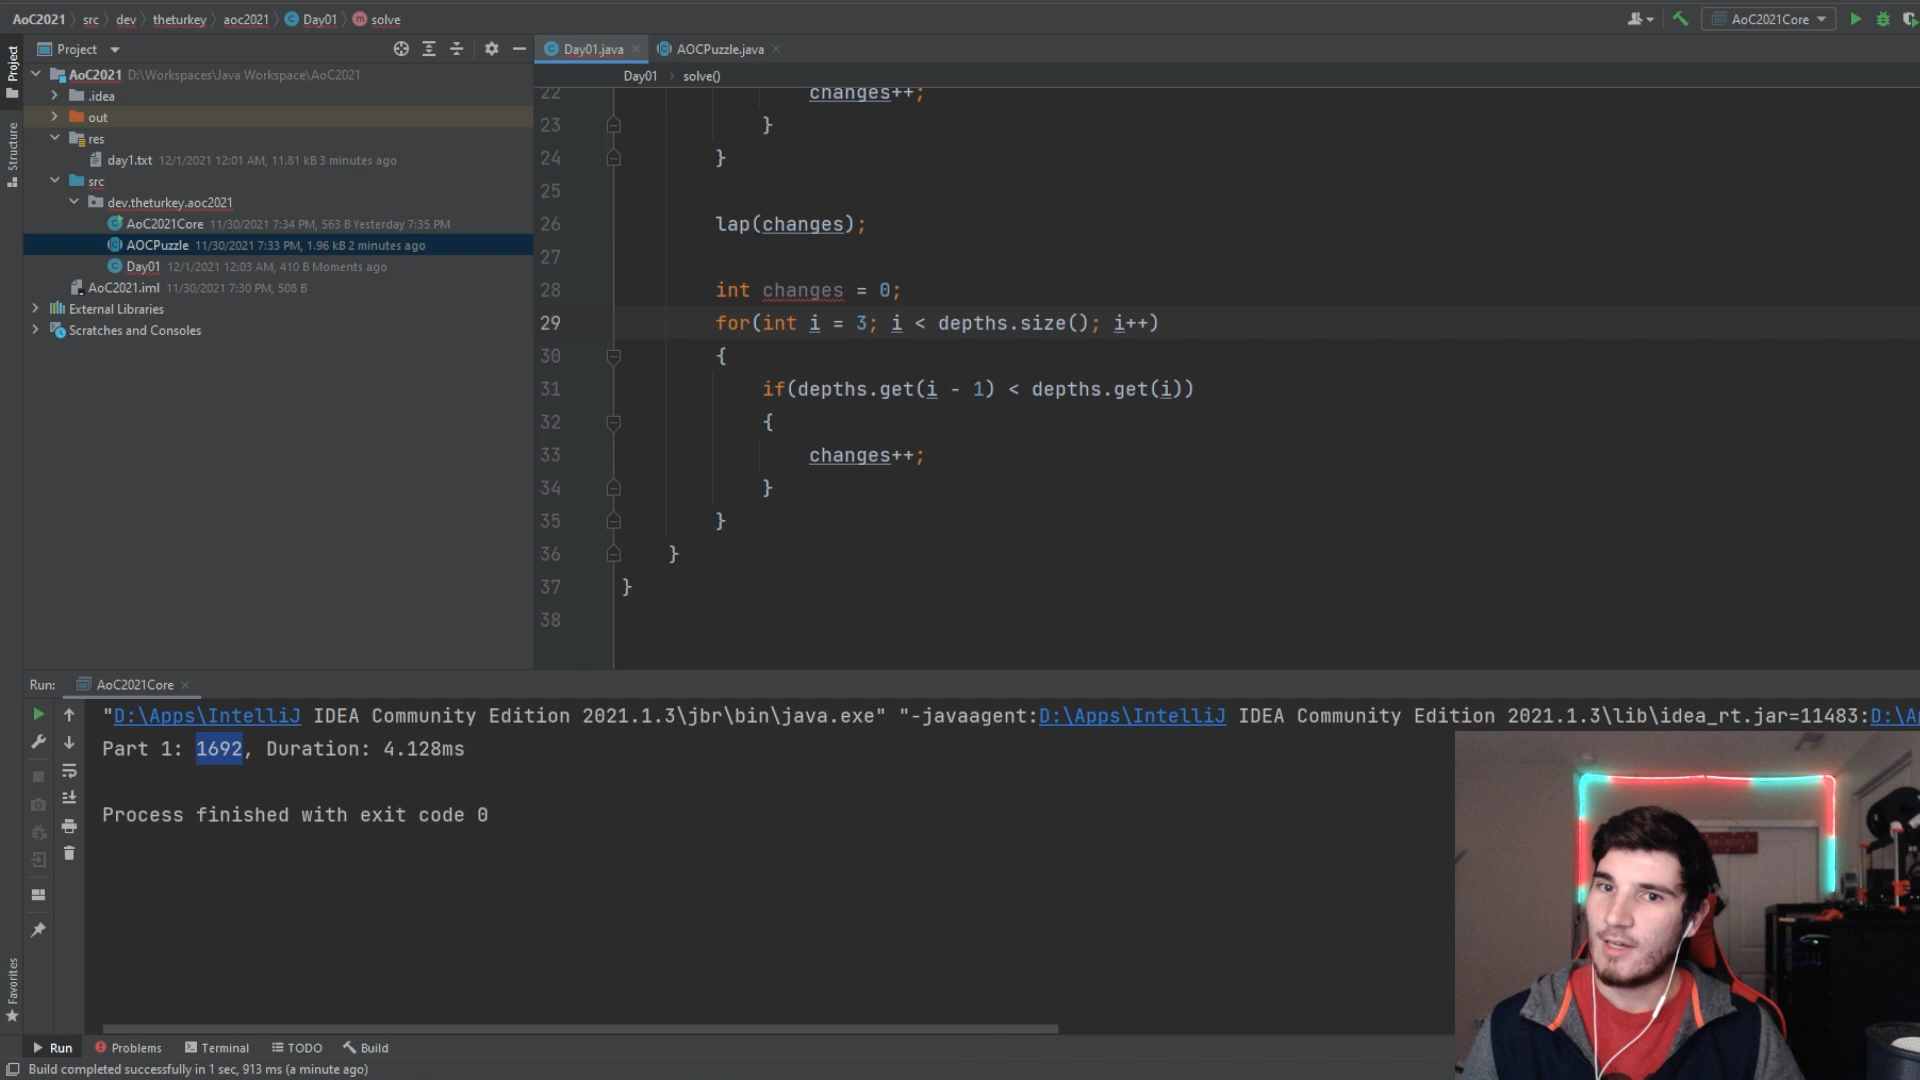 AoC2021 src dev theturkey aoc2021 Day01 solve
AoC2021Core
Project
Day01.java
AOCPuzzle.java
Day01 solve()
Project
Structure
Favorites
AoC2021 D:\Workspaces\Java Workspace\AoC2021
.idea
out
res
day1.txt 12/1/2021 12:01 AM, 11.81 kB 3 minutes ago
src
dev.theturkey.aoc2021
AoC2021Core 11/30/2021 7:34 PM, 563 B Yesterday 7:35 PM
AOCPuzzle 11/30/2021 7:33 PM, 1.96 kB 2 minutes ago
Day01 12/1/2021 12:03 AM, 410 B Moments ago
AoC2021.iml 11/30/2021 7:30 PM, 508 B
External Libraries
Scratches and Consoles
22 changes++;
23 }
24 }
25
26 lap(changes);
27
28 int changes = 0;
29 for(int i = 3; i < depths.size(); i++)
30 {
31 if(depths.get(i - 1) < depths.get(i))
32 {
33 changes++;
34 }
35 }
36 }
37 }
38
Run: AoC2021Core
"D:\Apps\IntelliJ IDEA Community Edition 2021.1.3\jbr\bin\java.exe" "-javaagent:D:\Apps\IntelliJ IDEA Community Edition 2021.1.3\lib\idea_rt.jar=11483:D:\A
Part 1: 1692, Duration: 4.128ms
Process finished with exit code 0
Run Problems Terminal TODO Build
Build completed successfully in 1 sec, 913 ms (a minute ago)